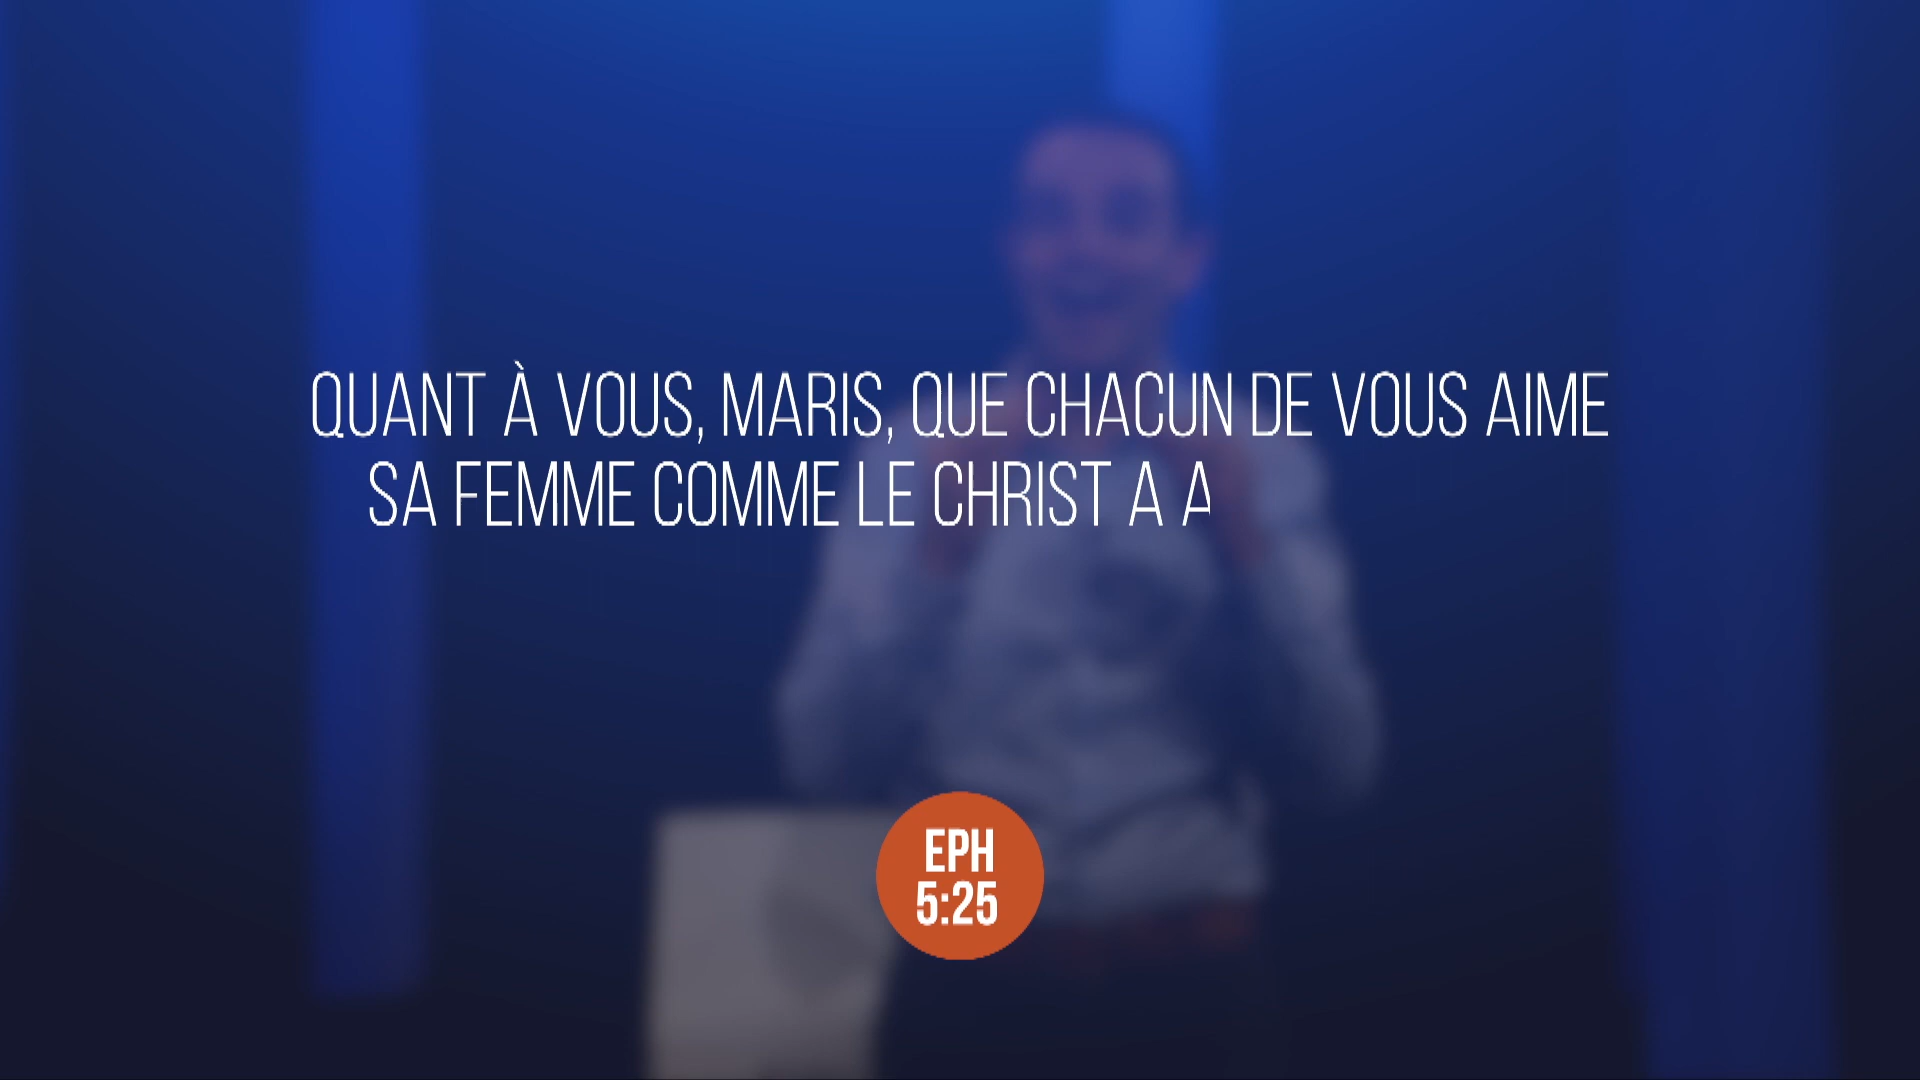 QUANT À VOUS, MARIS, QUE CHACUN DE VOUS AIME
SA FEMME COMME LE CHRIST A A
EPH
5:25